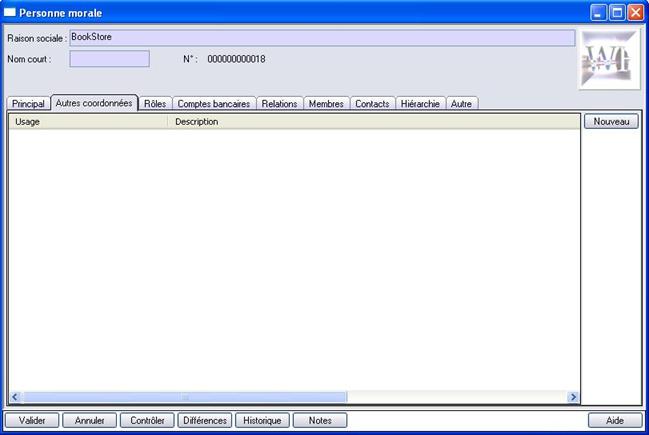 Personne morale
Raison sociale : BookStore
Nom court : N° : 000000000018
Principal Autres coordonnées Rôles Comptes bancaires Relations Membres Contacts Hiérarchie Autre
Usage Description Nouveau
Valider Annuler Contrôler Différences Historique Notes Aide